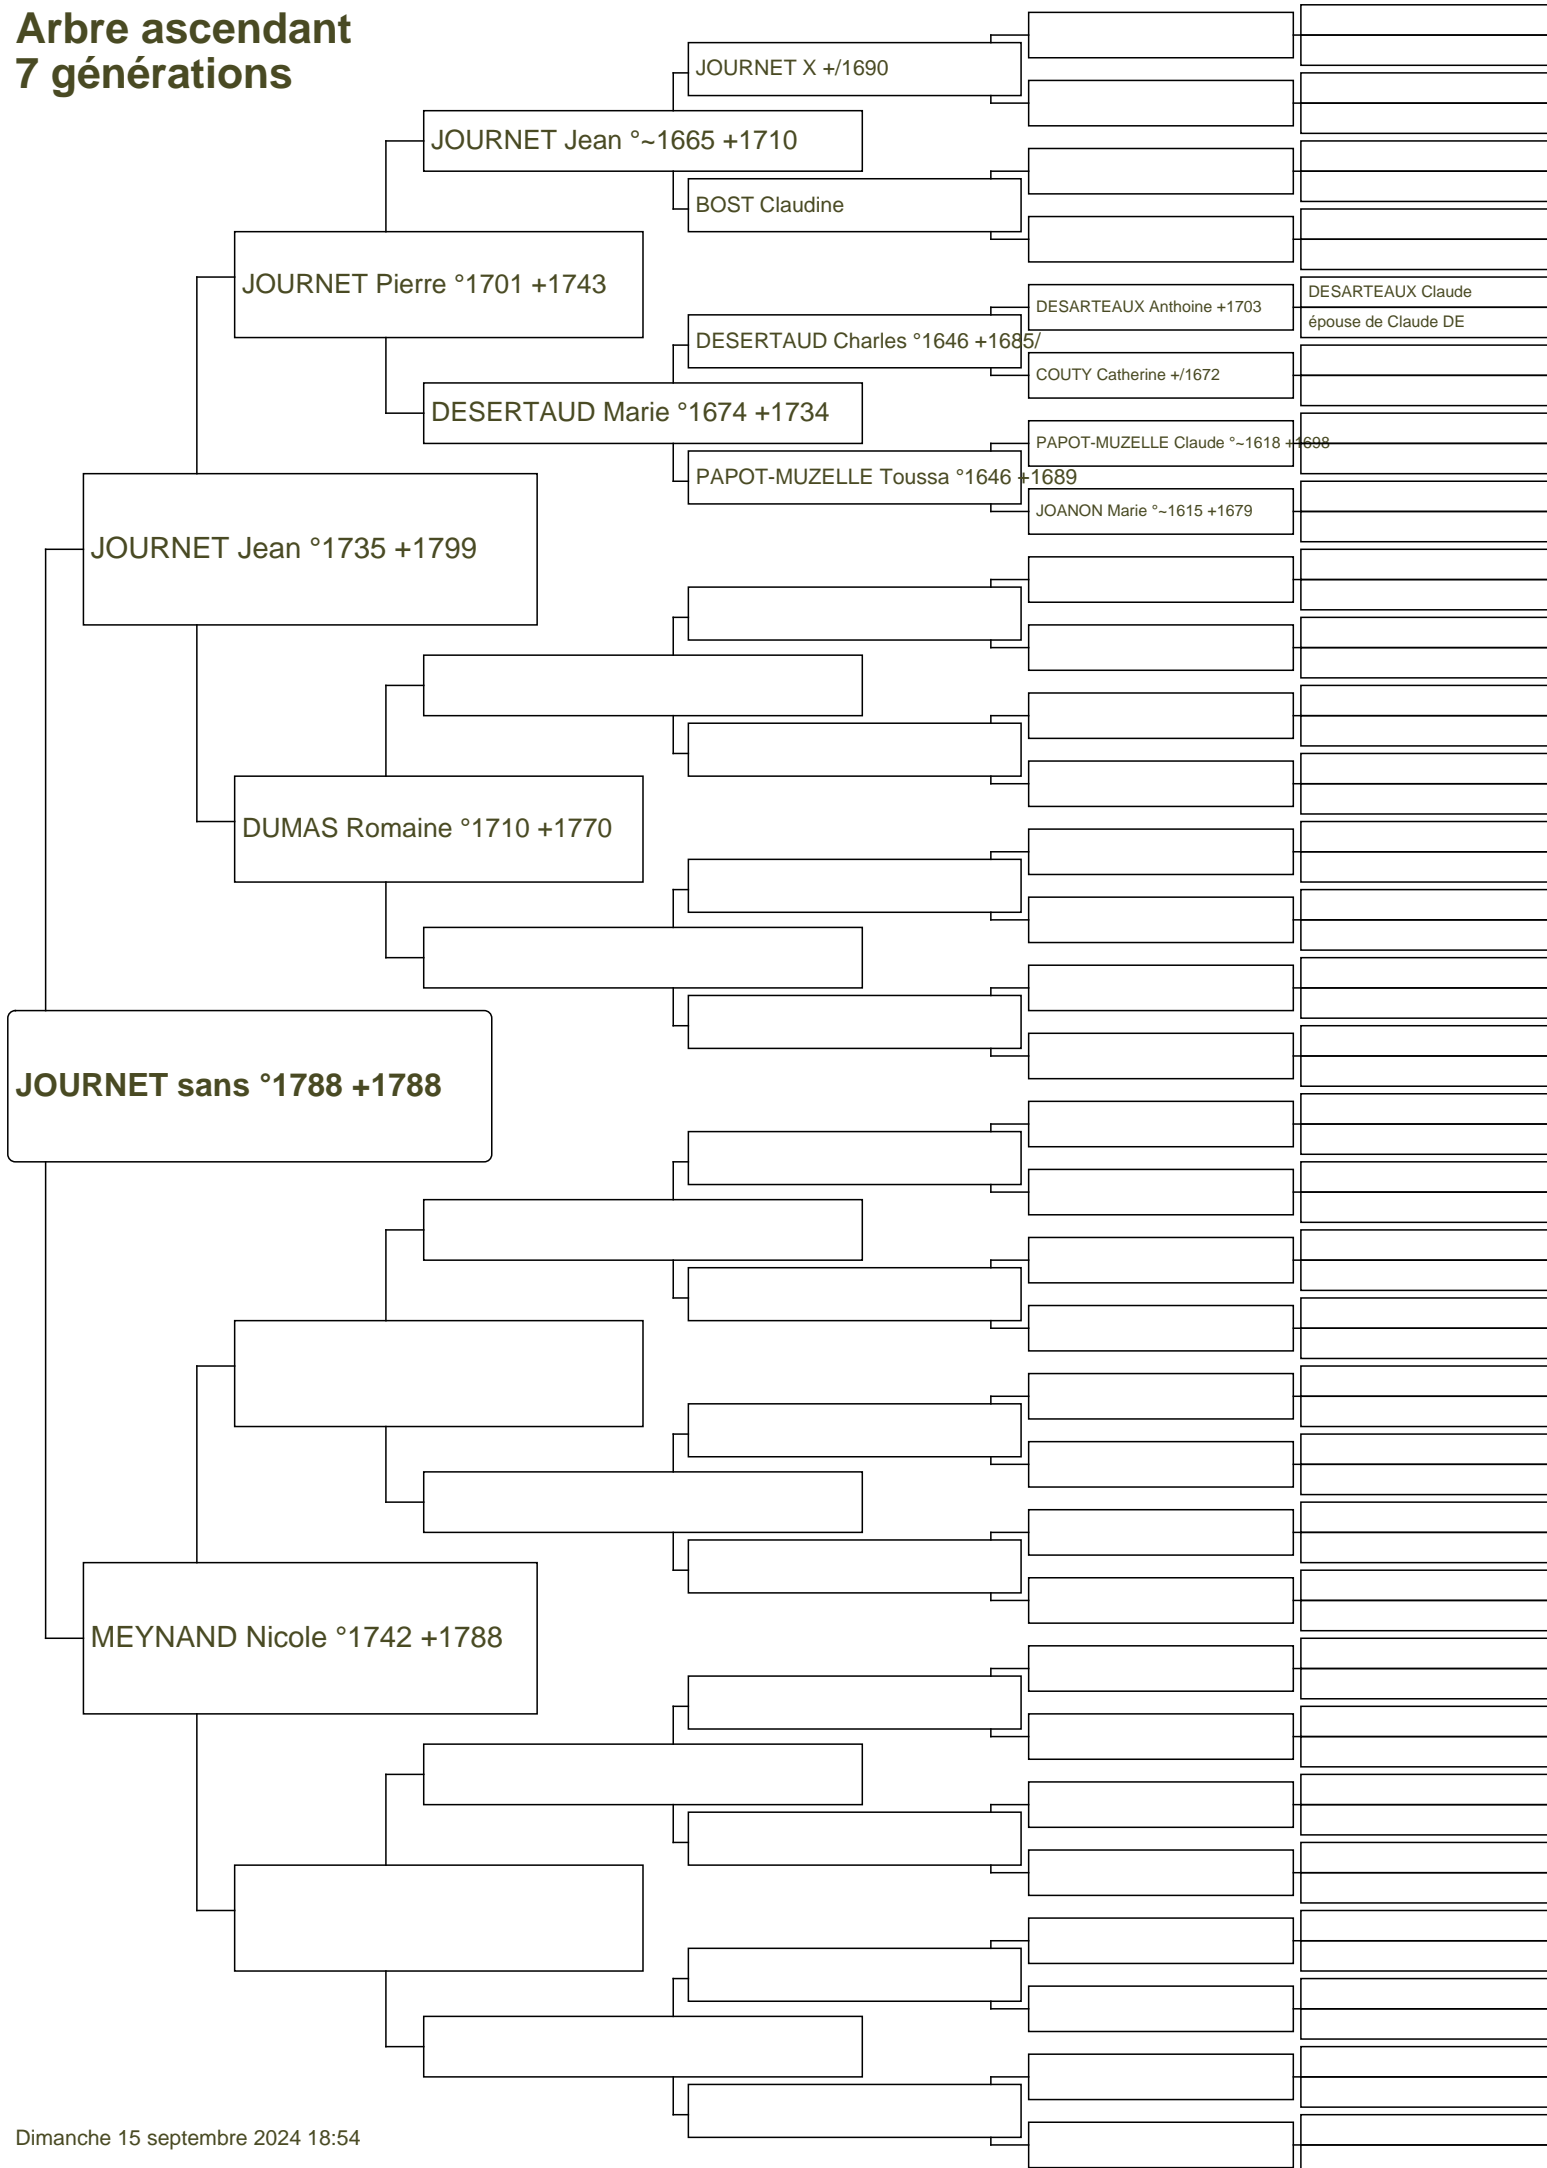 Arbre ascendant
7 générations
JOURNET X +/1690
JOURNET Jean °~1665 +1710
BOST Claudine
JOURNET Pierre °1701 +1743
DESARTEAUX Claude
DESARTEAUX Anthoine +1703
épouse de Claude DE
DESERTAUD Charles °1646 +1685/
COUTY Catherine +/1672
DESERTAUD Marie °1674 +1734
PAPOT-MUZELLE Claude °~1618 +1698
PAPOT-MUZELLE Toussa °1646 +1689
JOANON Marie °~1615 +1679
JOURNET Jean °1735 +1799
DUMAS Romaine °1710 +1770
JOURNET sans °1788 +1788
MEYNAND Nicole °1742 +1788
Dimanche 15 septembre 2024 18:54